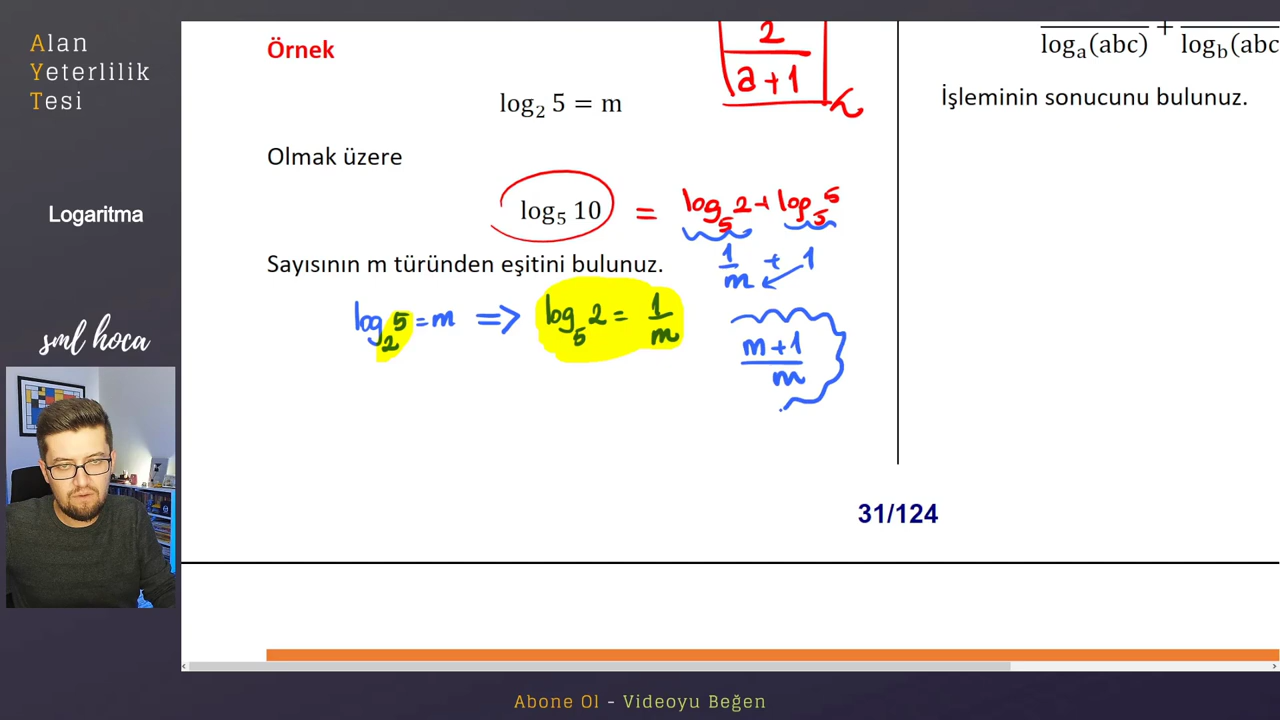 Alan
Yeterlilik
Tesi
Logaritma
sml hoca
Örnek
log₂ 5 = m
2
a+1
Olmak üzere
log₅ 10 = log₅2 + log₅5
1/m + 1
Sayısının m türünden eşitini bulunuz.
log₂5 = m => log₅2 = 1/m
m+1
m
logₐ(abc) + log_b(abc
İşleminin sonucunu bulunuz.
31/124
Abone Ol - Videoyu Beğen